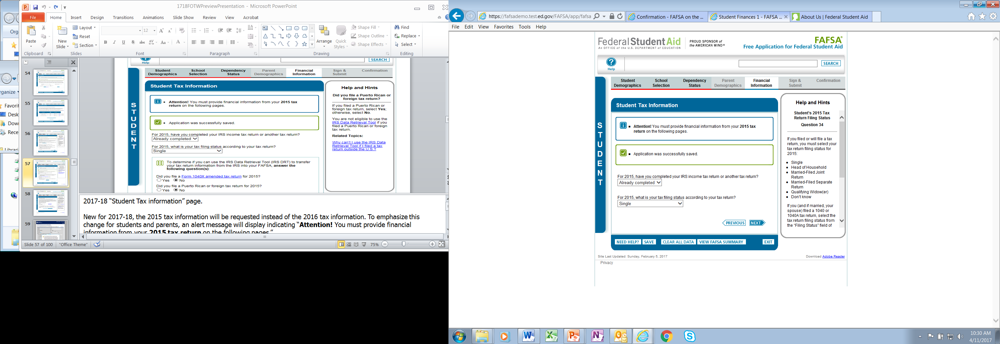 1718FOTWPreviewPresentation - Microsoft PowerPoint
File Home Insert Design Transitions Animations Slide Show Review View Acrobat
Paste
New Slide
Layout
Reset
Section
12
Arrange
Quick Styles
Shape Fill
Shape Outline
Shape Effects
Find
Replace
Select
Clipboard Slides Font Paragraph Drawing Editing
Org
rganize
Favorit
Desk
Dow
Rece
Librari
54
55
56
57
58
59
Help
SEARCH
Student Demographics
School Selection
Dependency Status
Parent Demographics
Financial Information
Sign & Submit
Confirmation
STUDENT
Student Tax Information
Attention! You must provide financial information from your 2015 tax
return on the following pages.
Application was successfully saved.
For 2015, have you completed your IRS income tax return or another tax return?
Already completed
For 2015, what is your tax filing status according to your tax return?
Single
To determine if you can use the IRS Data Retrieval Tool (IRS DRT) to transfer
your tax return information from the IRS into your FAFSA, answer the
following question(s):
Did you file a Form 1040X amended tax return for 2015?
Yes No
Did you file a Puerto Rican or foreign tax return for 2015?
Yes No
Help and Hints
Did you file a Puerto Rican or
foreign tax return?
If you filed a Puerto Rican or
foreign tax return, select Yes;
otherwise, select No.
You are not eligible to use the
IRS Data Retrieval Tool if you
filed a Puerto Rican or foreign
tax return.
Related Topics:
Why can't I use the IRS Data
Retrieval Tool if I filed a tax
return outside the U.S.?
2017-18 “Student Tax information” page.
New for 2017-18, the 2015 tax information will be requested instead of the 2016 tax information. To emphasize this
change for students and parents, an alert message will display indicating “Attention! You must provide financial
information from your 2015 tax return on the following pages.”
Slide 57 of 100 "Office Theme" 75%
https://fafsademo.test.ed.gov/FAFSA/app/fafsa
Confirmation - FAFSA on the ...
Student Finances 1 - FAFSA ...
About Us | Federal Student Aid
File Edit View Favorites Tools Help
Federal Student Aid
An OFFICE of the U.S. DEPARTMENT of EDUCATION
PROUD SPONSOR of
the AMERICAN MIND®
FAFSA®
Free Application for Federal Student Aid
Help
SEARCH
Student Demographics
School Selection
Dependency Status
Parent Demographics
Financial Information
Sign & Submit
Confirmation
STUDENT
Student Tax Information
Attention! You must provide financial information from your 2015 tax
return on the following pages.
Application was successfully saved.
For 2015, have you completed your IRS income tax return or another tax return?
Already completed
For 2015, what is your tax filing status according to your tax return?
Single
PREVIOUS NEXT
NEED HELP? SAVE CLEAR ALL DATA VIEW FAFSA SUMMARY EXIT
Help and Hints
Student's 2015 Tax
Return Filing Status
Question 34
If you filed or will file a tax
return, you must select your
tax return filing status for
2015:
Single
Head of Household
Married-Filed Joint
Return
Married-Filed Separate
Return
Qualifying Widow(er)
Don't know
If you (and if married, your
spouse) filed a 1040 or
1040A tax return, select the
tax return filing status from
the “Filing Status” field of
Site Last Updated: Sunday, February 5, 2017
Download Adobe Reader
Privacy
10:30 AM
4/11/2017